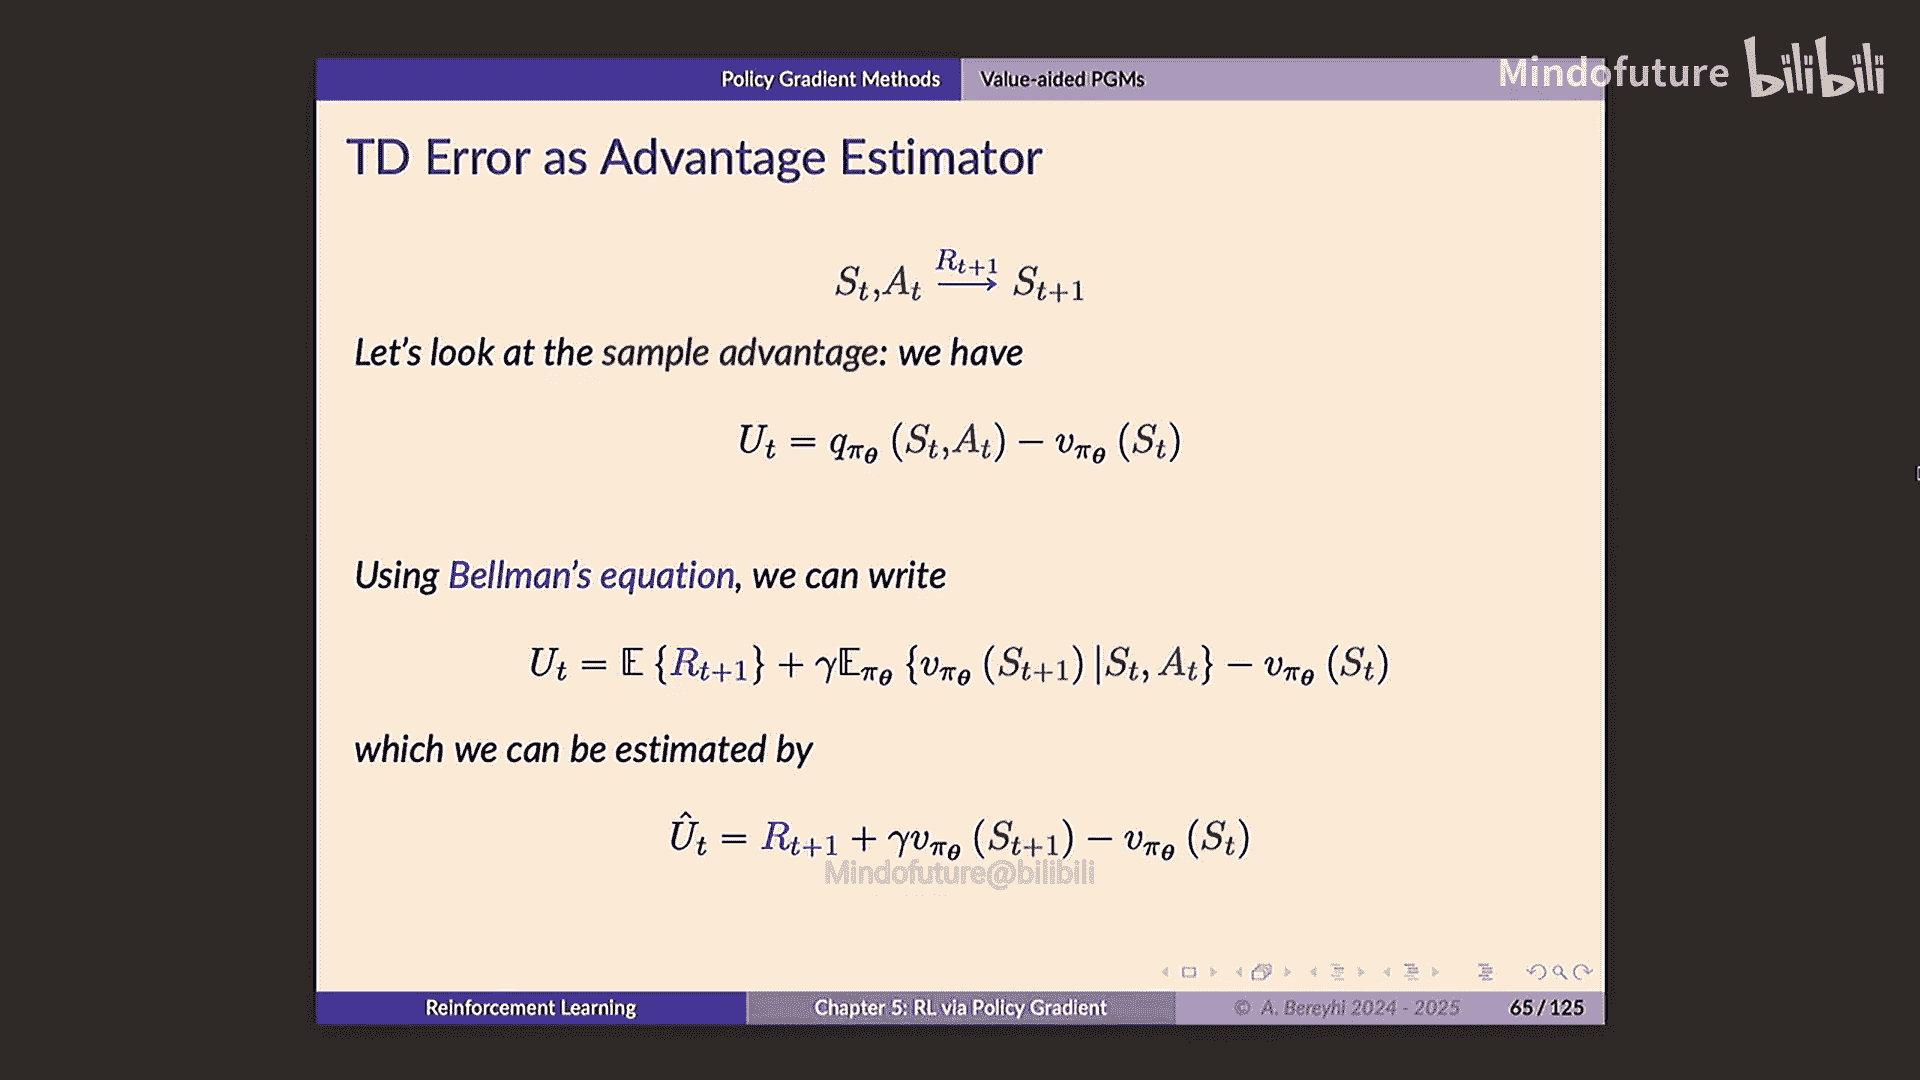 Policy Gradient Methods Value-aided PGMs
Mindofuture bilibili
TD Error as Advantage Estimator
S_t, A_t \xrightarrow{R_{t+1}} S_{t+1}
Let's look at the sample advantage: we have
U_t = q_{π_θ} (S_t, A_t) − v_{π_θ} (S_t)
Using Bellman's equation, we can write
U_t = 𝔼 {R_{t+1}} + γ𝔼_{π_θ} {v_{π_θ} (S_{t+1}) |S_t, A_t} − v_{π_θ} (S_t)
which we can be estimated by
Û_t = R_{t+1} + γv_{π_θ} (S_{t+1}) − v_{π_θ} (S_t)
Mindofuture@bilibili
Reinforcement Learning Chapter 5: RL via Policy Gradient © A. Bereyhi 2024 - 2025 65 / 125